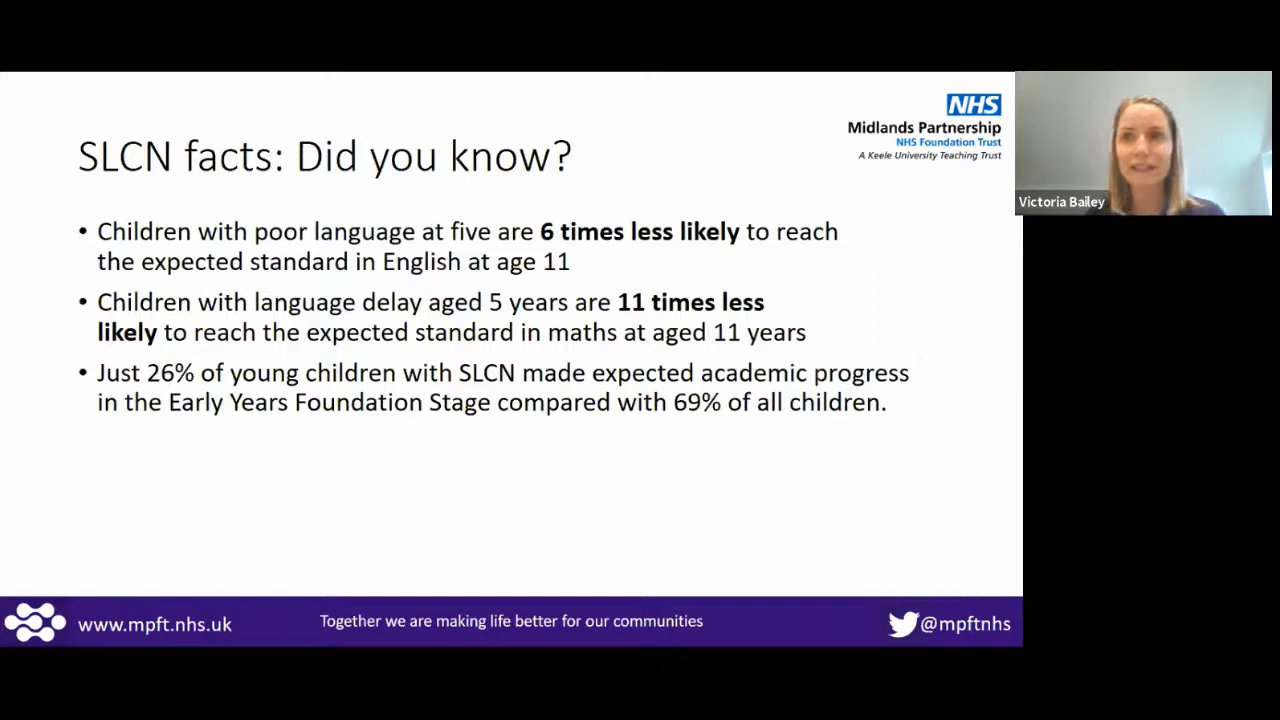 NHS
Midlands Partnership
NHS Foundation Trust
A Keele University Teaching Trust
SLCN facts: Did you know?
• Children with poor language at five are 6 times less likely to reach
the expected standard in English at age 11
• Children with language delay aged 5 years are 11 times less
likely to reach the expected standard in maths at aged 11 years
• Just 26% of young children with SLCN made expected academic progress
in the Early Years Foundation Stage compared with 69% of all children.
Victoria Bailey
www.mpft.nhs.uk
Together we are making life better for our communities
@mpftnhs